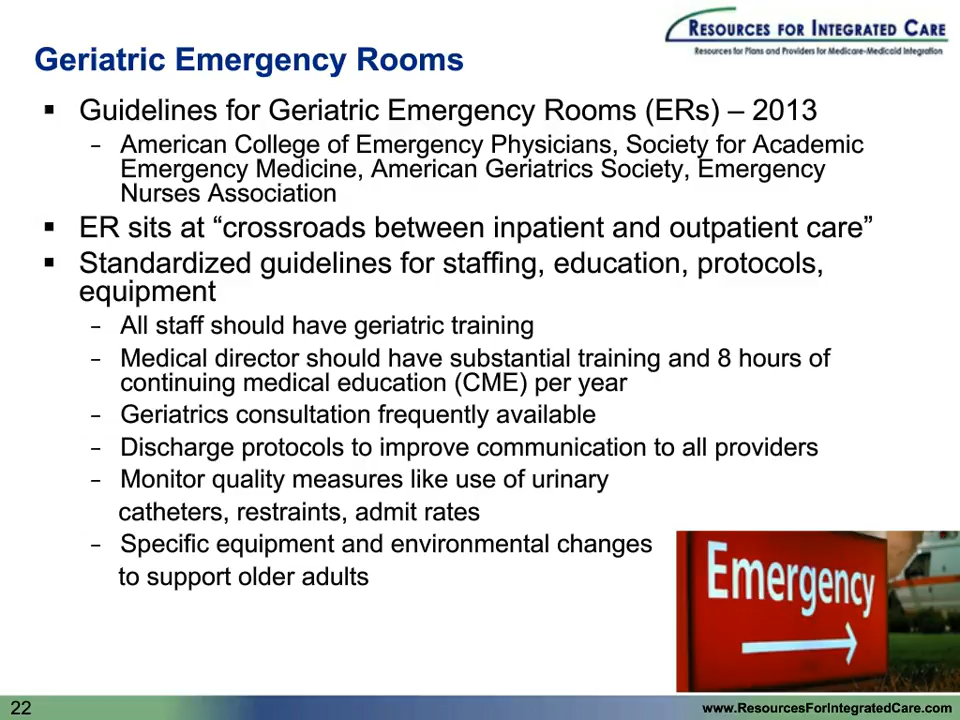 RESOURCES FOR INTEGRATED CARE
Resources for Plans and Providers for Medicare-Medicaid Integration
Geriatric Emergency Rooms
▪ Guidelines for Geriatric Emergency Rooms (ERs) – 2013
– American College of Emergency Physicians, Society for Academic
Emergency Medicine, American Geriatrics Society, Emergency
Nurses Association
▪ ER sits at “crossroads between inpatient and outpatient care”
▪ Standardized guidelines for staffing, education, protocols,
equipment
– All staff should have geriatric training
– Medical director should have substantial training and 8 hours of
continuing medical education (CME) per year
– Geriatrics consultation frequently available
– Discharge protocols to improve communication to all providers
– Monitor quality measures like use of urinary
catheters, restraints, admit rates
– Specific equipment and environmental changes
to support older adults
Emergency
22
www.ResourcesForIntegratedCare.com